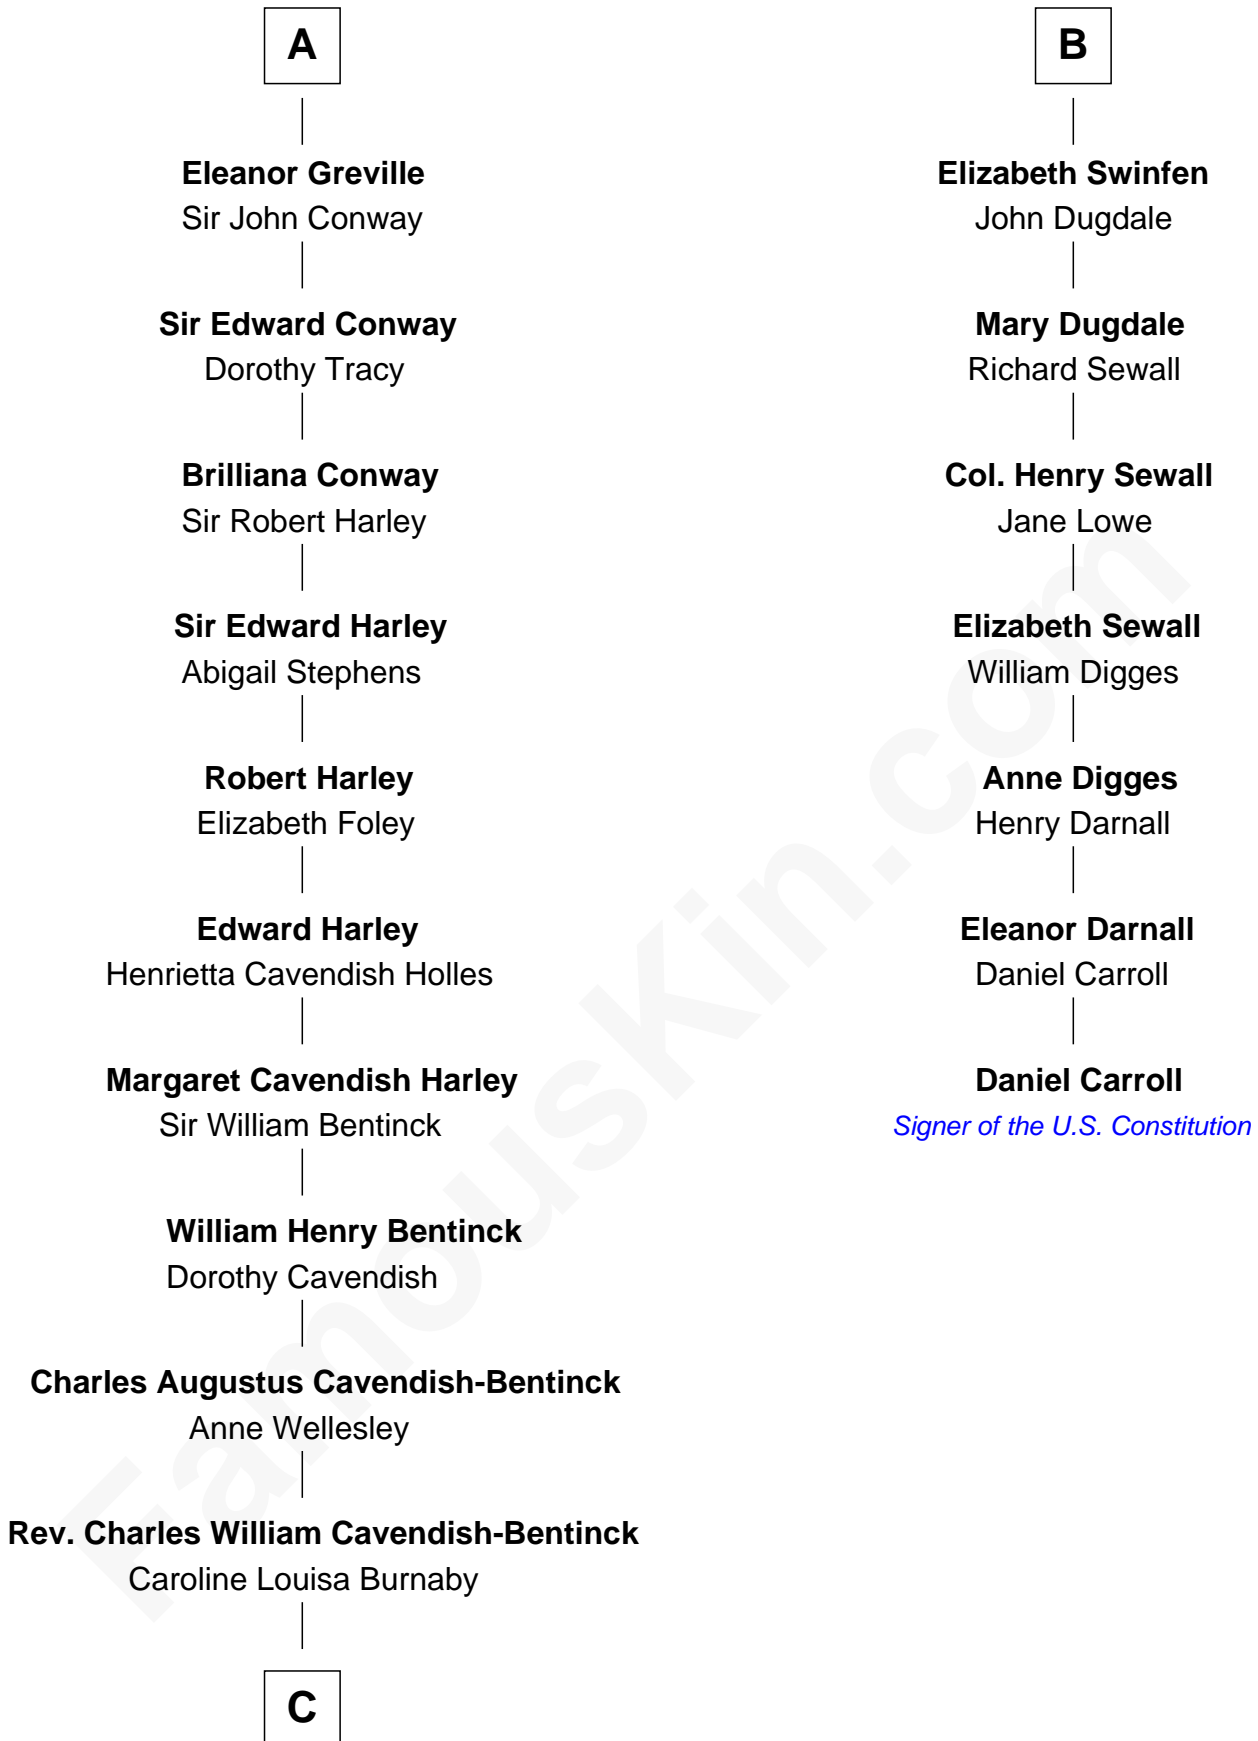 A
Eleanor Greville
Sir John Conway
Sir Edward Conway
Dorothy Tracy
Brilliana Conway
Sir Robert Harley
Sir Edward Harley
Abigail Stephens
Robert Harley
Elizabeth Foley
Edward Harley
Henrietta Cavendish Holles
Margaret Cavendish Harley
Sir William Bentinck
William Henry Bentinck
Dorothy Cavendish
Charles Augustus Cavendish-Bentinck
Anne Wellesley
Rev. Charles William Cavendish-Bentinck
Caroline Louisa Burnaby
C
B
Elizabeth Swinfen
John Dugdale
Mary Dugdale
Richard Sewall
Col. Henry Sewall
Jane Lowe
Elizabeth Sewall
William Digges
Anne Digges
Henry Darnall
Eleanor Darnall
Daniel Carroll
Daniel Carroll
Signer of the U.S. Constitution
FamousKin.com